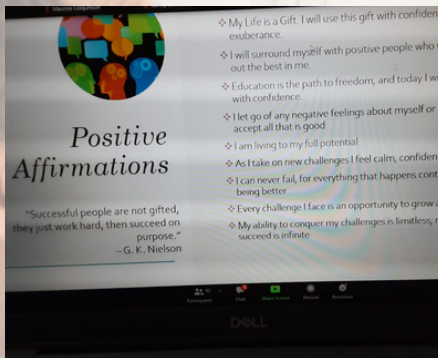 Positive
Affirmations
"Successful people are not gifted,
they just work hard, then succeed on
purpose."
– G. K. Nielson
My Life is a Gift. I will use this gift with
exuberance.
I will surround myself with positive people who
out the best in me.
Education is the path to freedom, and today I
with confidence.
I let go of any negative feelings about myself or
accept all that is good
I am living to my full potential
As I take on new challenges I feel calm,
I can never fail, for everything that happens
being better
Every challenge I face is an opportunity to grow
My ability to conquer my challenges is limitless;
succeed is infinite
Participants
Chat
Share Screen
Record
Reactions
DELL